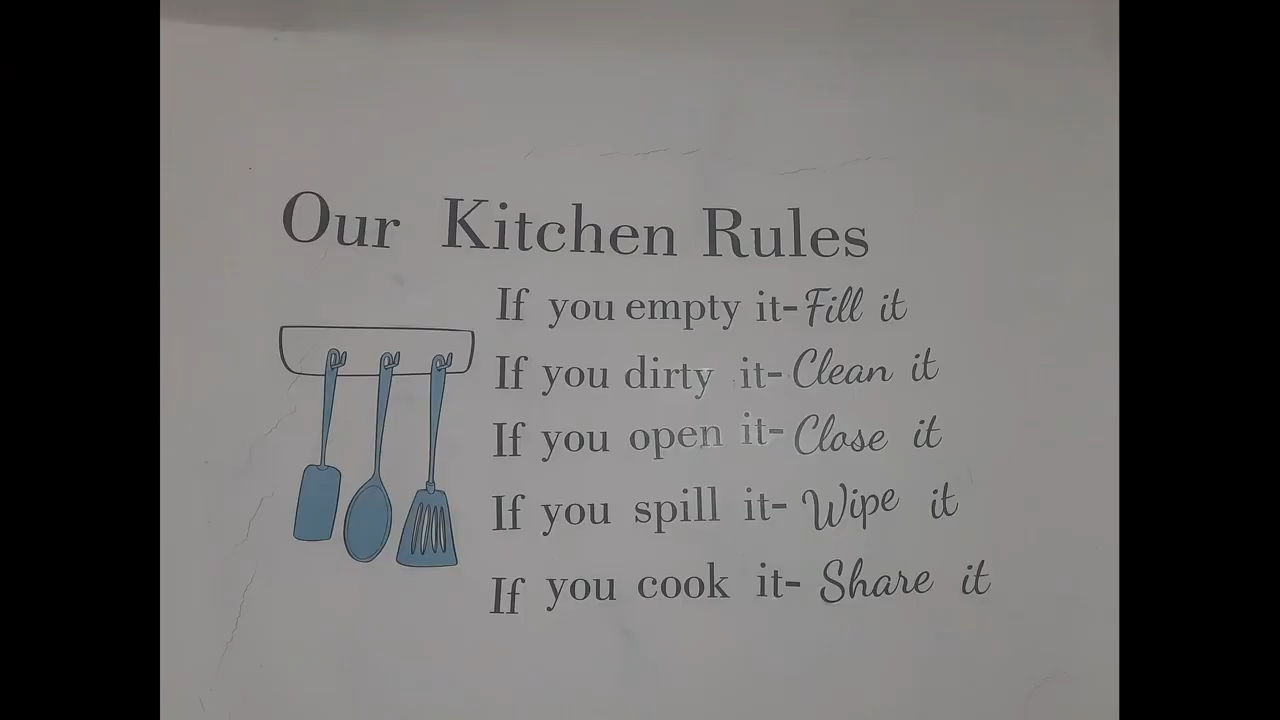 Our Kitchen Rules
If you empty it- Fill it
If you dirty it- Clean it
If you open it- Close it
If you spill it- Wipe it
If you cook it- Share it